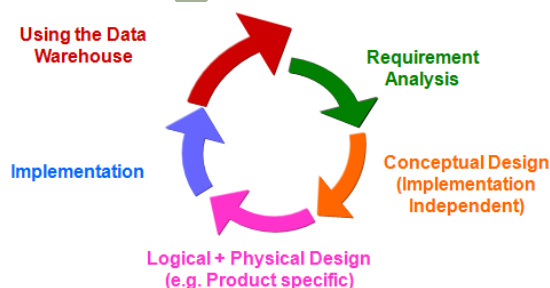 Using the Data
Warehouse
Requirement
Analysis
Conceptual Design
(Implementation
Independent)
Logical + Physical Design
(e.g. Product specific)
Implementation